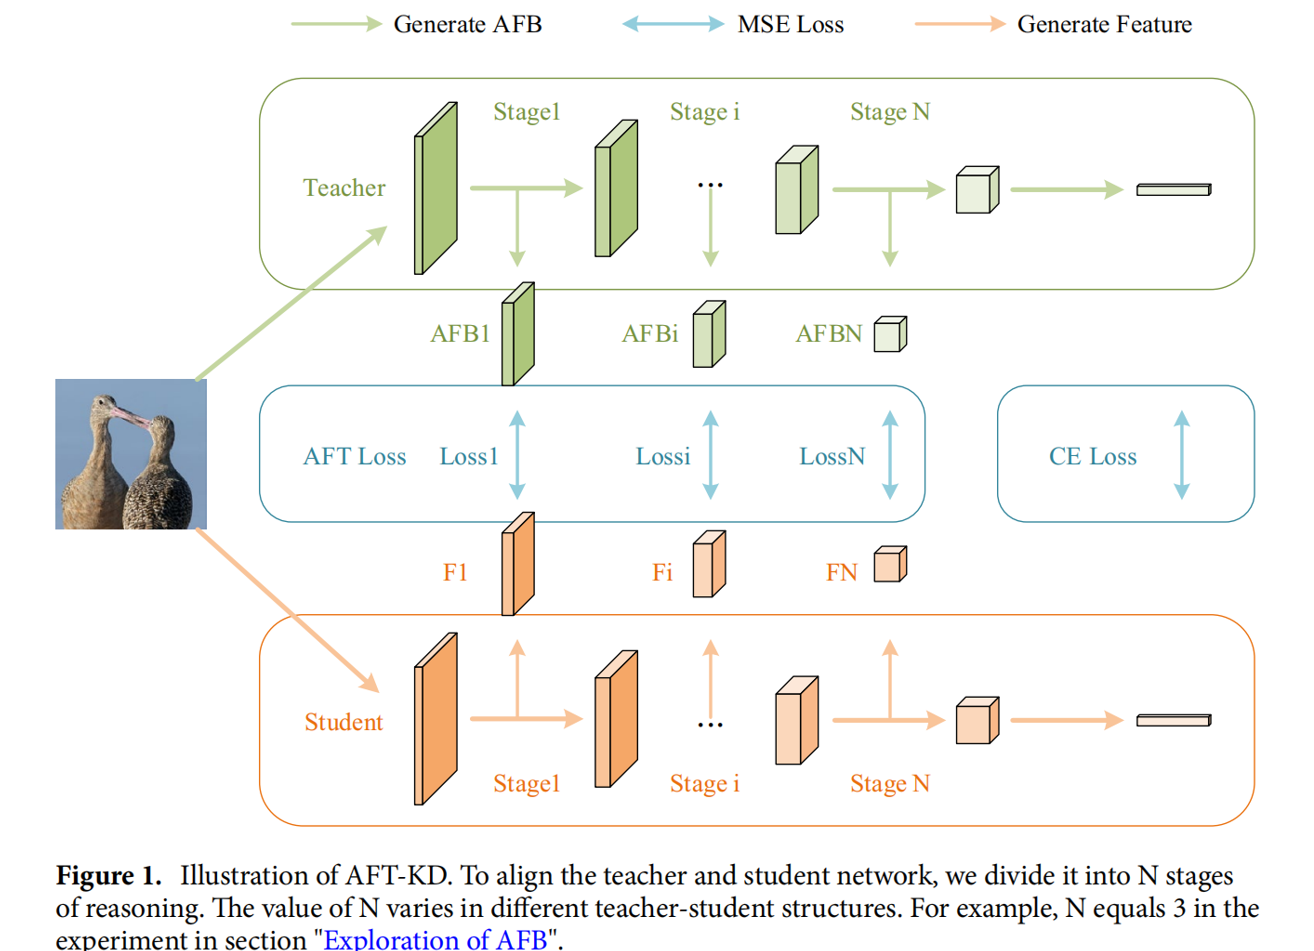 Generate AFB MSE Loss Generate Feature
Stage1 Stage i Stage N
Teacher
...
AFB1 AFBi AFBN
AFT Loss Loss1 Lossi LossN CE Loss
F1 Fi FN
Student
...
Stage1 Stage i Stage N
Figure 1. Illustration of AFT-KD. To align the teacher and student network, we divide it into N stages
of reasoning. The value of N varies in different teacher-student structures. For example, N equals 3 in the
experiment in section "Exploration of AFB".